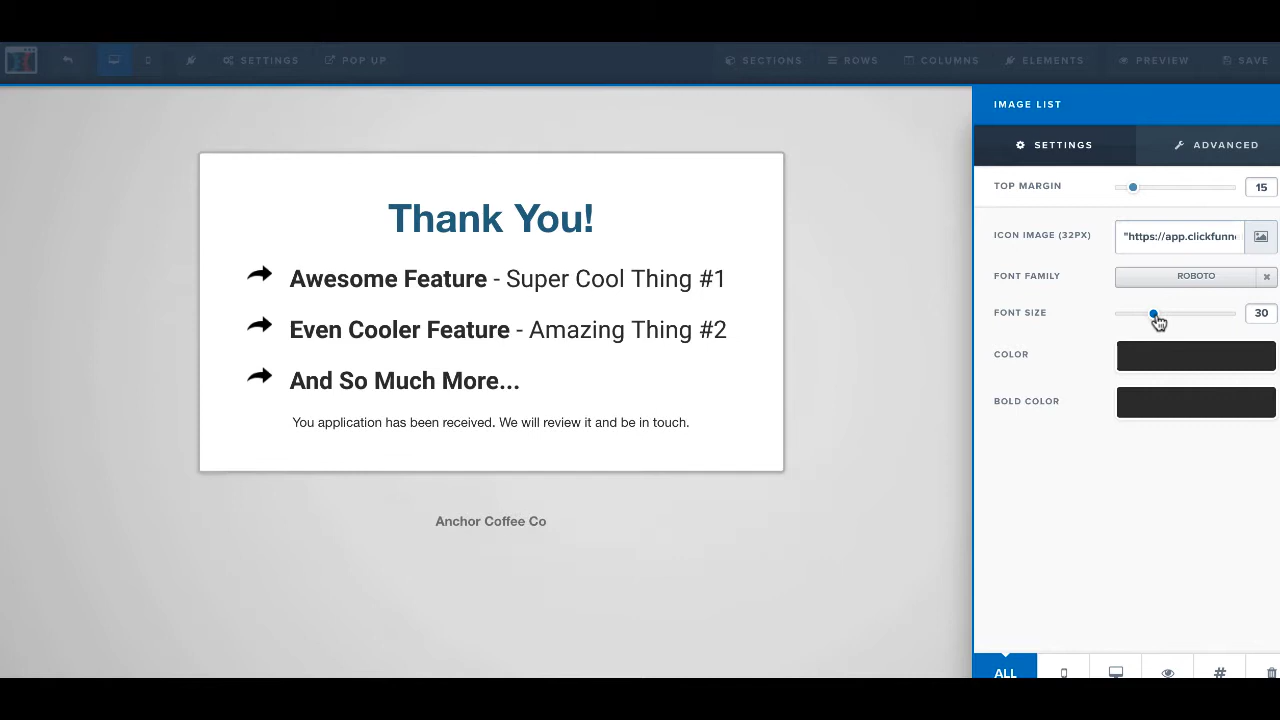 SETTINGS POP UP SECTIONS ROWS COLUMNS ELEMENTS PREVIEW SAVE
IMAGE LIST
SETTINGS ADVANCED
TOP MARGIN 15
ICON IMAGE (32PX) "https://app.clickfunn
FONT FAMILY ROBOTO
FONT SIZE 30
COLOR
BOLD COLOR
ALL #
Thank You!
Awesome Feature - Super Cool Thing #1
Even Cooler Feature - Amazing Thing #2
And So Much More...
You application has been received. We will review it and be in touch.
Anchor Coffee Co